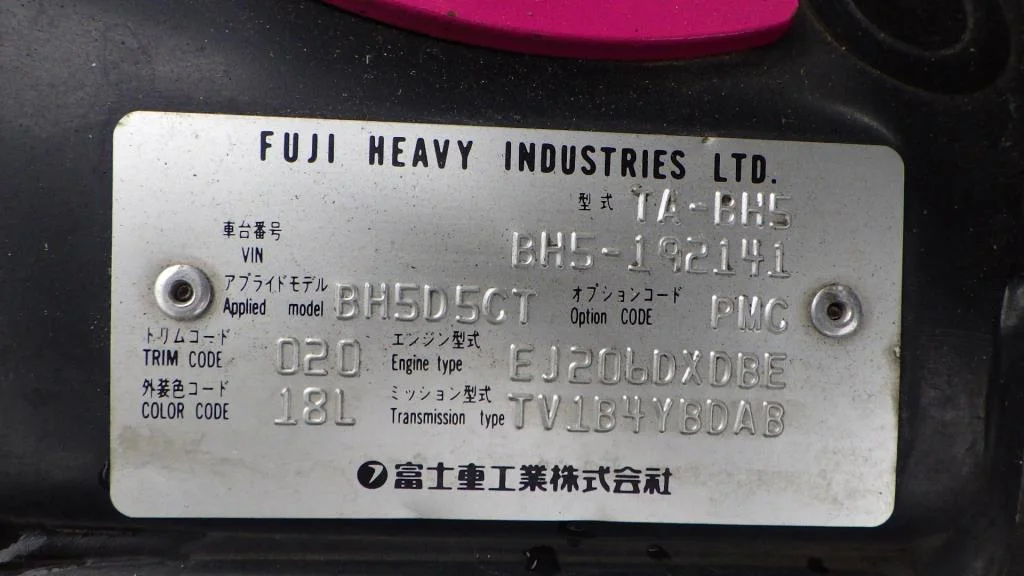 FUJI HEAVY INDUSTRIES LTD.
型式 TA-BH5
車台番号
VIN BH5-192141
アプライドモデル オプションコード
Applied model BH5D5CT Option CODE PMC
トリムコード エンジン型式
TRIM CODE 020 Engine type EJ206DXDBE
外装色コード ミッション型式
COLOR CODE 18L Transmission type TV1B4YBDAB
富士重工業株式会社